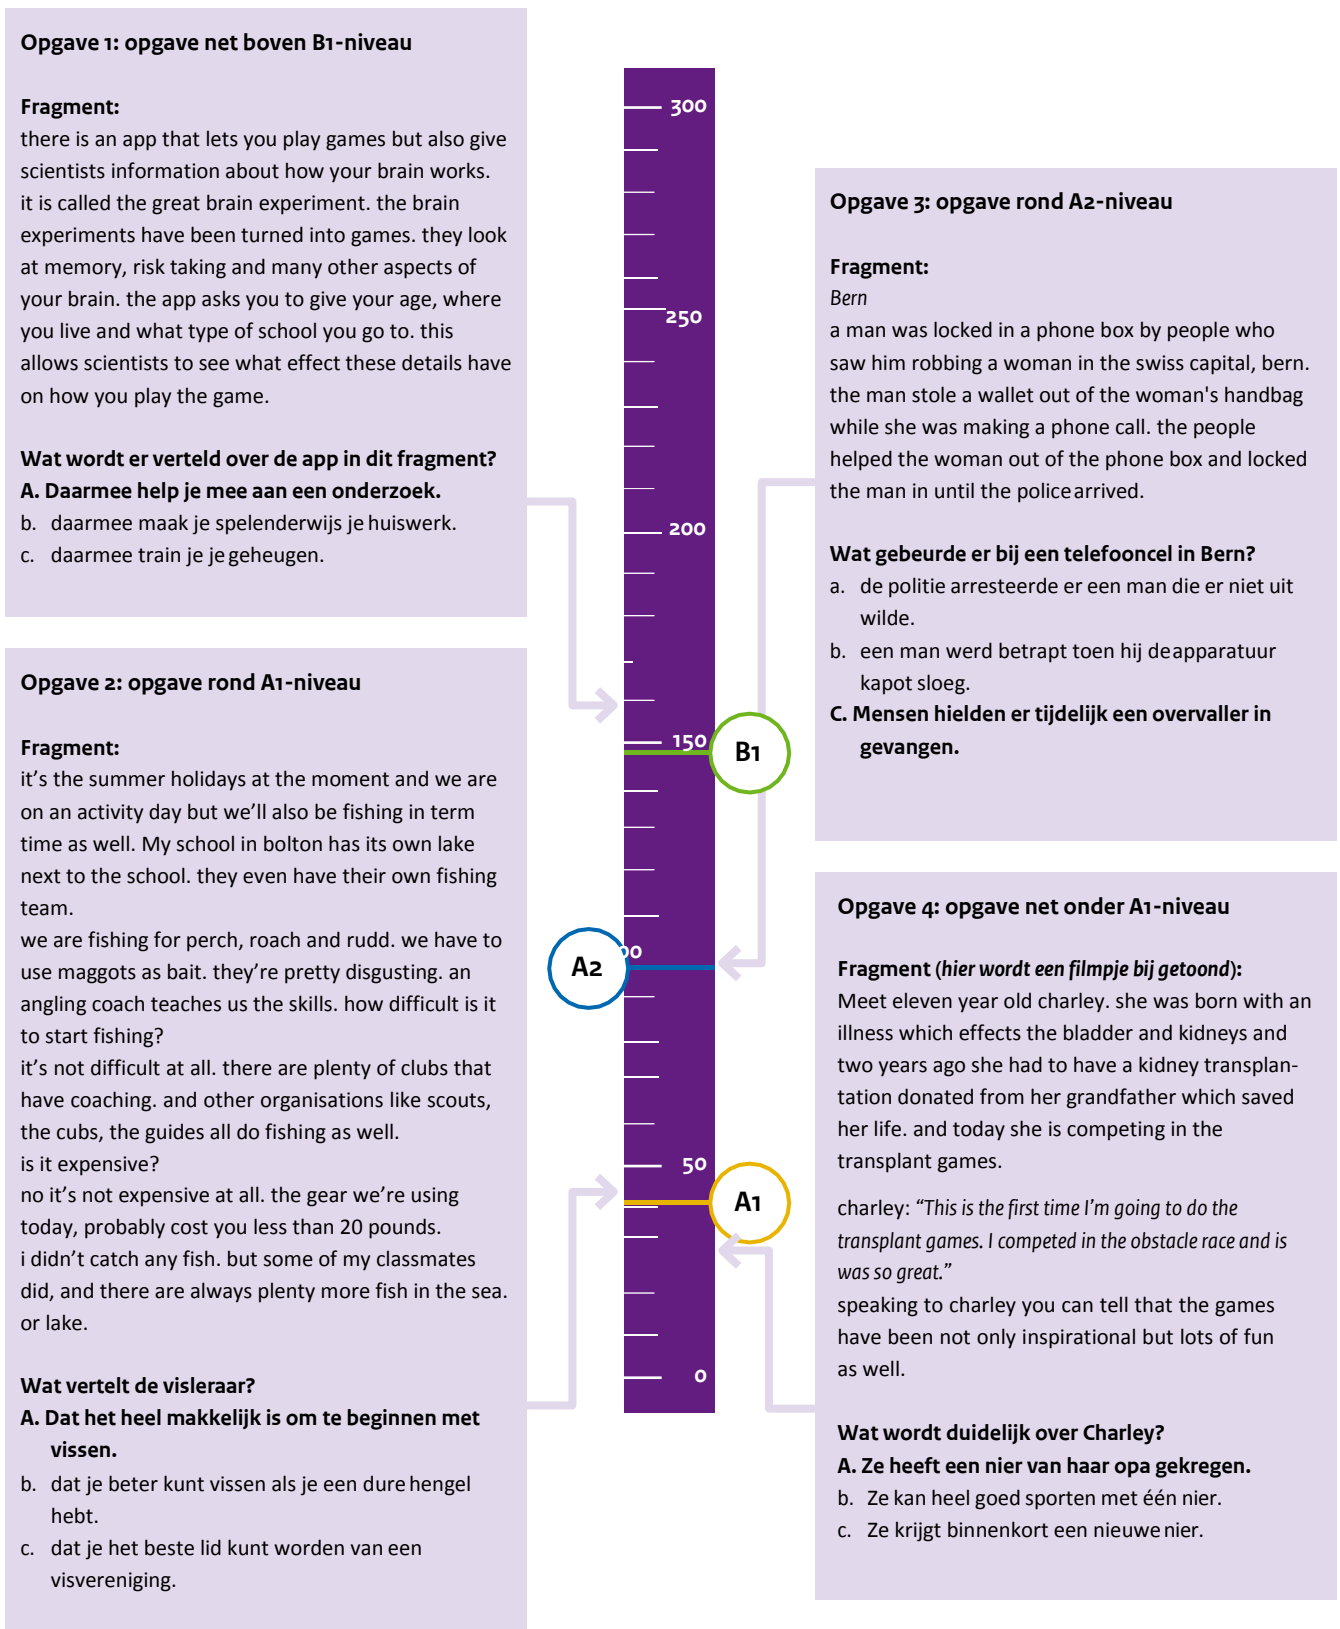 Opgave 1: opgave net boven B1-niveau
Fragment:
there is an app that lets you play games but also give
scientists information about how your brain works.
it is called the great brain experiment. the brain
experiments have been turned into games. they look
at memory, risk taking and many other aspects of
your brain. the app asks you to give your age, where
you live and what type of school you go to. this
allows scientists to see what effect these details have
on how you play the game.
Wat wordt er verteld over de app in dit fragment?
A. Daarmee help je mee aan een onderzoek.
b. daarmee maak je spelenderwijs je huiswerk.
c. daarmee train je je geheugen.
Opgave 2: opgave rond A1-niveau
Fragment:
it's the summer holidays at the moment and we are
on an activity day but we'll also be fishing in term
time as well. My school in bolton has its own lake
next to the school. they even have their own fishing
team.
we are fishing for perch, roach and rudd. we have to
use maggots as bait. they're pretty disgusting. an
angling coach teaches us the skills. how difficult is it
to start fishing?
it's not difficult at all. there are plenty of clubs that
have coaching. and other organisations like scouts,
the cubs, the guides all do fishing as well.
is it expensive?
no it's not expensive at all. the gear we're using
today, probably cost you less than 20 pounds.
i didn't catch any fish. but some of my classmates
did, and there are always plenty more fish in the sea.
or lake.
Wat vertelt de visleraar?
A. Dat het heel makkelijk is om te beginnen met
vissen.
b. dat je beter kunt vissen als je een dure hengel
hebt.
c. dat je het beste lid kunt worden van een
visvereniging.
300
250
200
150
B1
A2
00
50
A1
0
Opgave 3: opgave rond A2-niveau
Fragment:
Bern
a man was locked in a phone box by people who
saw him robbing a woman in the swiss capital, bern.
the man stole a wallet out of the woman's handbag
while she was making a phone call. the people
helped the woman out of the phone box and locked
the man in until the police arrived.
Wat gebeurde er bij een telefooncel in Bern?
a. de politie arresteerde er een man die er niet uit
wilde.
b. een man werd betrapt toen hij de apparatuur
kapot sloeg.
C. Mensen hielden er tijdelijk een overvaller in
gevangen.
Opgave 4: opgave net onder A1-niveau
Fragment (hier wordt een filmpje bij getoond):
Meet eleven year old charley. she was born with an
illness which effects the bladder and kidneys and
two years ago she had to have a kidney transplan-
tation donated from her grandfather which saved
her life. and today she is competing in the
transplant games.
charley: “This is the first time I'm going to do the
transplant games. I competed in the obstacle race and is
was so great.”
speaking to charley you can tell that the games
have been not only inspirational but lots of fun
as well.
Wat wordt duidelijk over Charley?
A. Ze heeft een nier van haar opa gekregen.
b. Ze kan heel goed sporten met één nier.
c. Ze krijgt binnenkort een nieuwe nier.